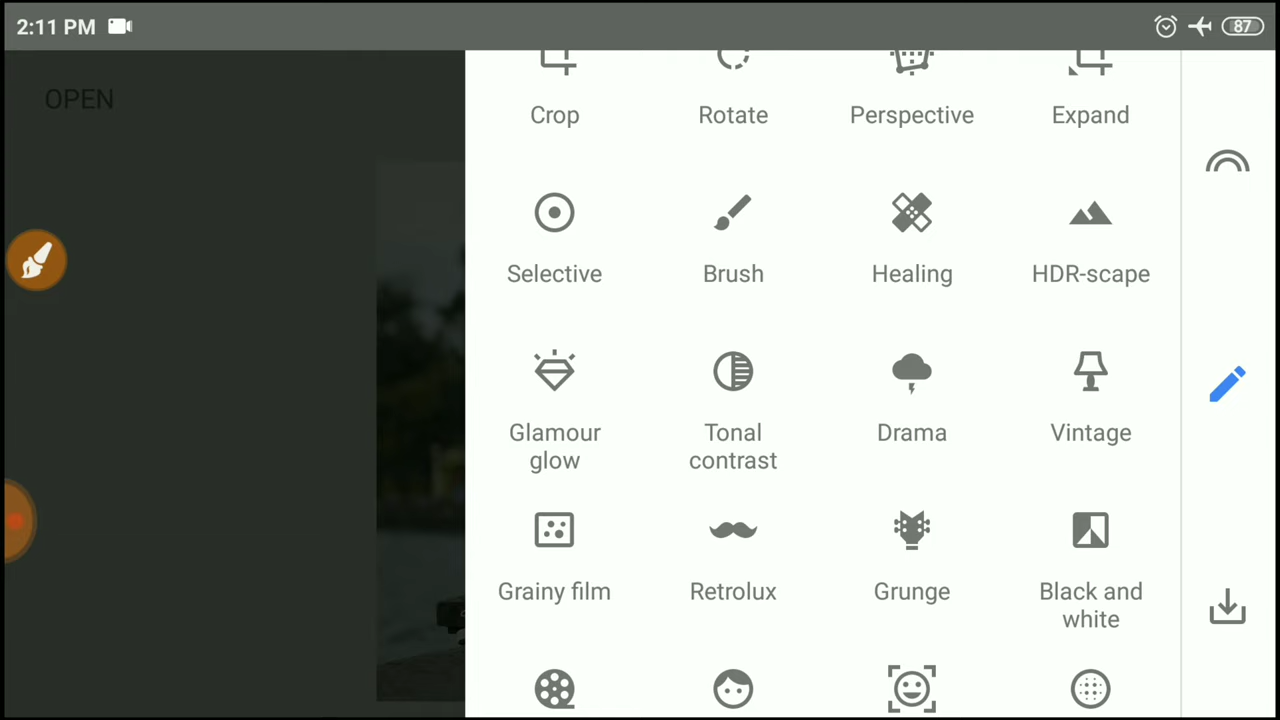 2:11 PM
87
OPEN
Crop
Rotate
Perspective
Expand
Selective
Brush
Healing
HDR-scape
Glamour
glow
Tonal
contrast
Drama
Vintage
Grainy film
Retrolux
Grunge
Black and
white